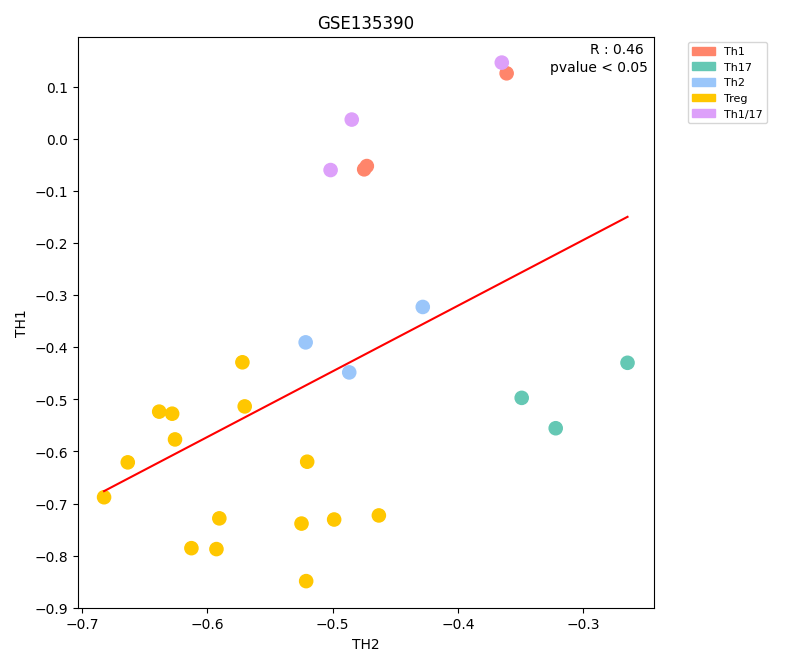 GSE135390
R : 0.46
pvalue < 0.05
Th1
Th17
Th2
Treg
Th1/17
0.1
0.0
−0.1
−0.2
−0.3
−0.4
−0.5
−0.6
−0.7
−0.8
−0.9
TH1
−0.7 −0.6 −0.5 −0.4 −0.3
TH2